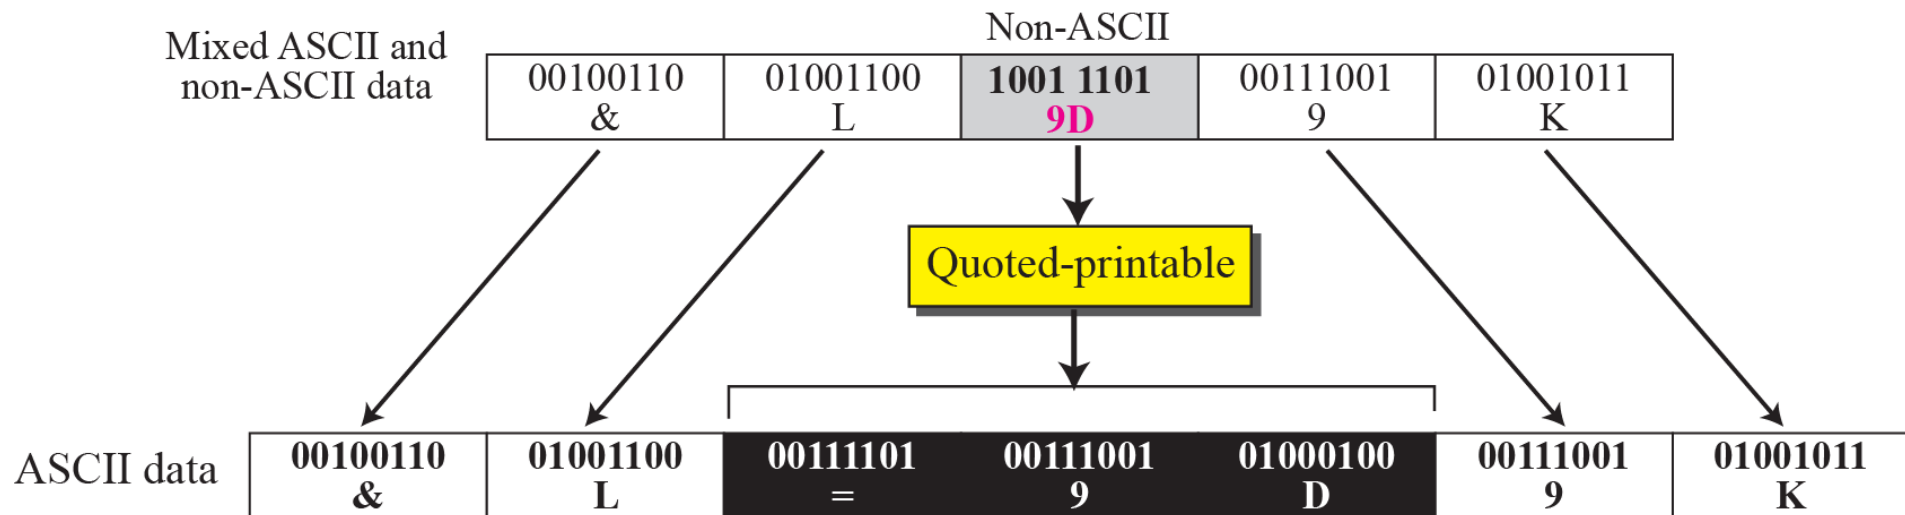 Non-ASCII
Mixed ASCII and
non-ASCII data
00100110 01001100 1001 1101 00111001 01001011
& L 9D 9 K
Quoted-printable
ASCII data
00100110 01001100 00111101 00111001 01000100 00111001 01001011
& L = 9 D 9 K